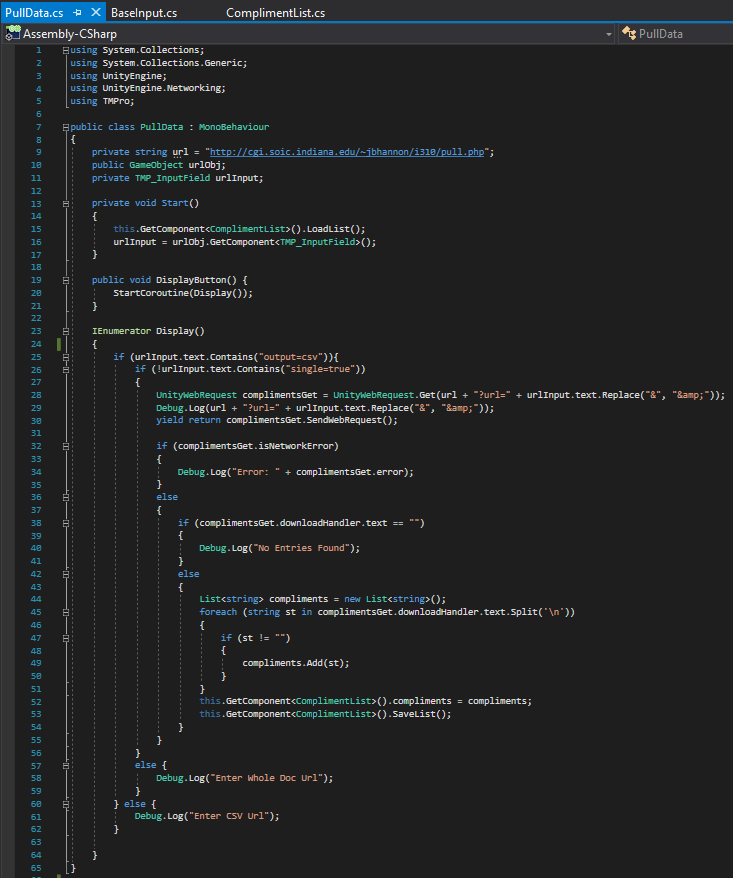 PullData.cs BaseInput.cs ComplimentList.cs
Assembly-CSharp PullData
1 using System.Collections;
2 using System.Collections.Generic;
3 using UnityEngine;
4 using UnityEngine.Networking;
5 using TMPro;
6
7 public class PullData : MonoBehaviour
8 {
9 private string url = "http://cgi.soic.indiana.edu/~jbhannon/i310/pull.php";
10 public GameObject urlObj;
11 private TMP_InputField urlInput;
12
13 private void Start()
14 {
15 this.GetComponent<ComplimentList>().LoadList();
16 urlInput = urlObj.GetComponent<TMP_InputField>();
17 }
18
19 public void DisplayButton() {
20 StartCoroutine(Display());
21 }
22
23 IEnumerator Display()
24 {
25 if (urlInput.text.Contains("output=csv")){
26 if (!urlInput.text.Contains("single=true"))
27 {
28 UnityWebRequest complimentsGet = UnityWebRequest.Get(url + "?url=" + urlInput.text.Replace("&", "&amp;"));
29 Debug.Log(url + "?url=" + urlInput.text.Replace("&", "&amp;"));
30 yield return complimentsGet.SendWebRequest();
31
32 if (complimentsGet.isNetworkError)
33 {
34 Debug.Log("Error: " + complimentsGet.error);
35 }
36 else
37 {
38 if (complimentsGet.downloadHandler.text == "")
39 {
40 Debug.Log("No Entries Found");
41 }
42 else
43 {
44 List<string> compliments = new List<string>();
45 foreach (string st in complimentsGet.downloadHandler.text.Split('\n'))
46 {
47 if (st != "")
48 {
49 compliments.Add(st);
50 }
51 }
52 this.GetComponent<ComplimentList>().compliments = compliments;
53 this.GetComponent<ComplimentList>().SaveList();
54 }
55 }
56 }
57 else {
58 Debug.Log("Enter Whole Doc Url");
59 }
60 } else {
61 Debug.Log("Enter CSV Url");
62 }
63
64 }
65 }